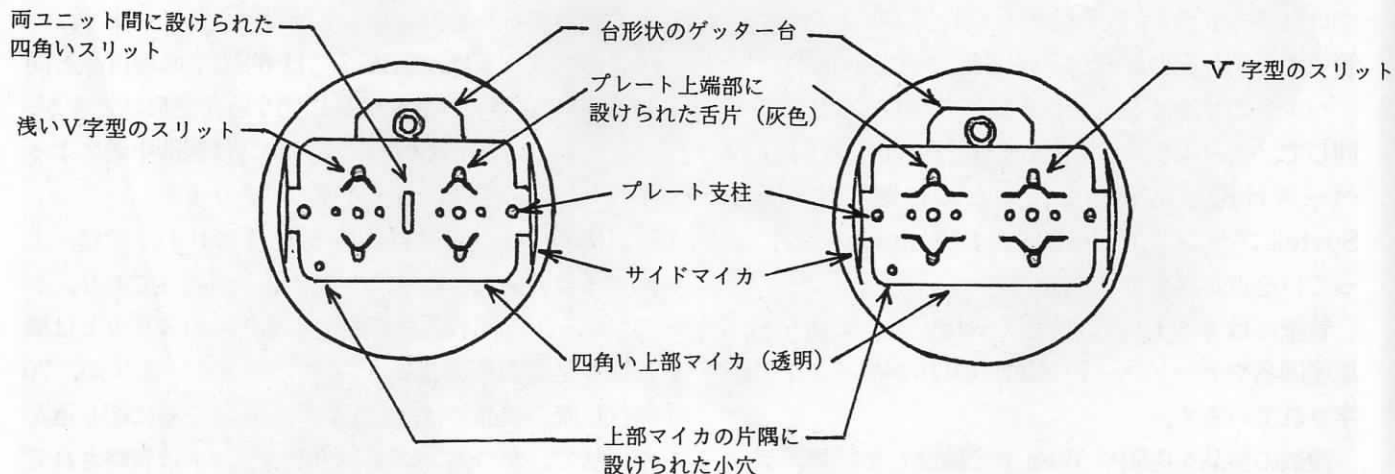 両ユニット間に設けられた
四角いスリット
台形状のゲッター台
V字型のスリット
プレート上端部に
設けられた舌片(灰色)
浅いV字型のスリット
プレート支柱
サイドマイカ
四角い上部マイカ(透明)
上部マイカの片隅に
設けられた小穴